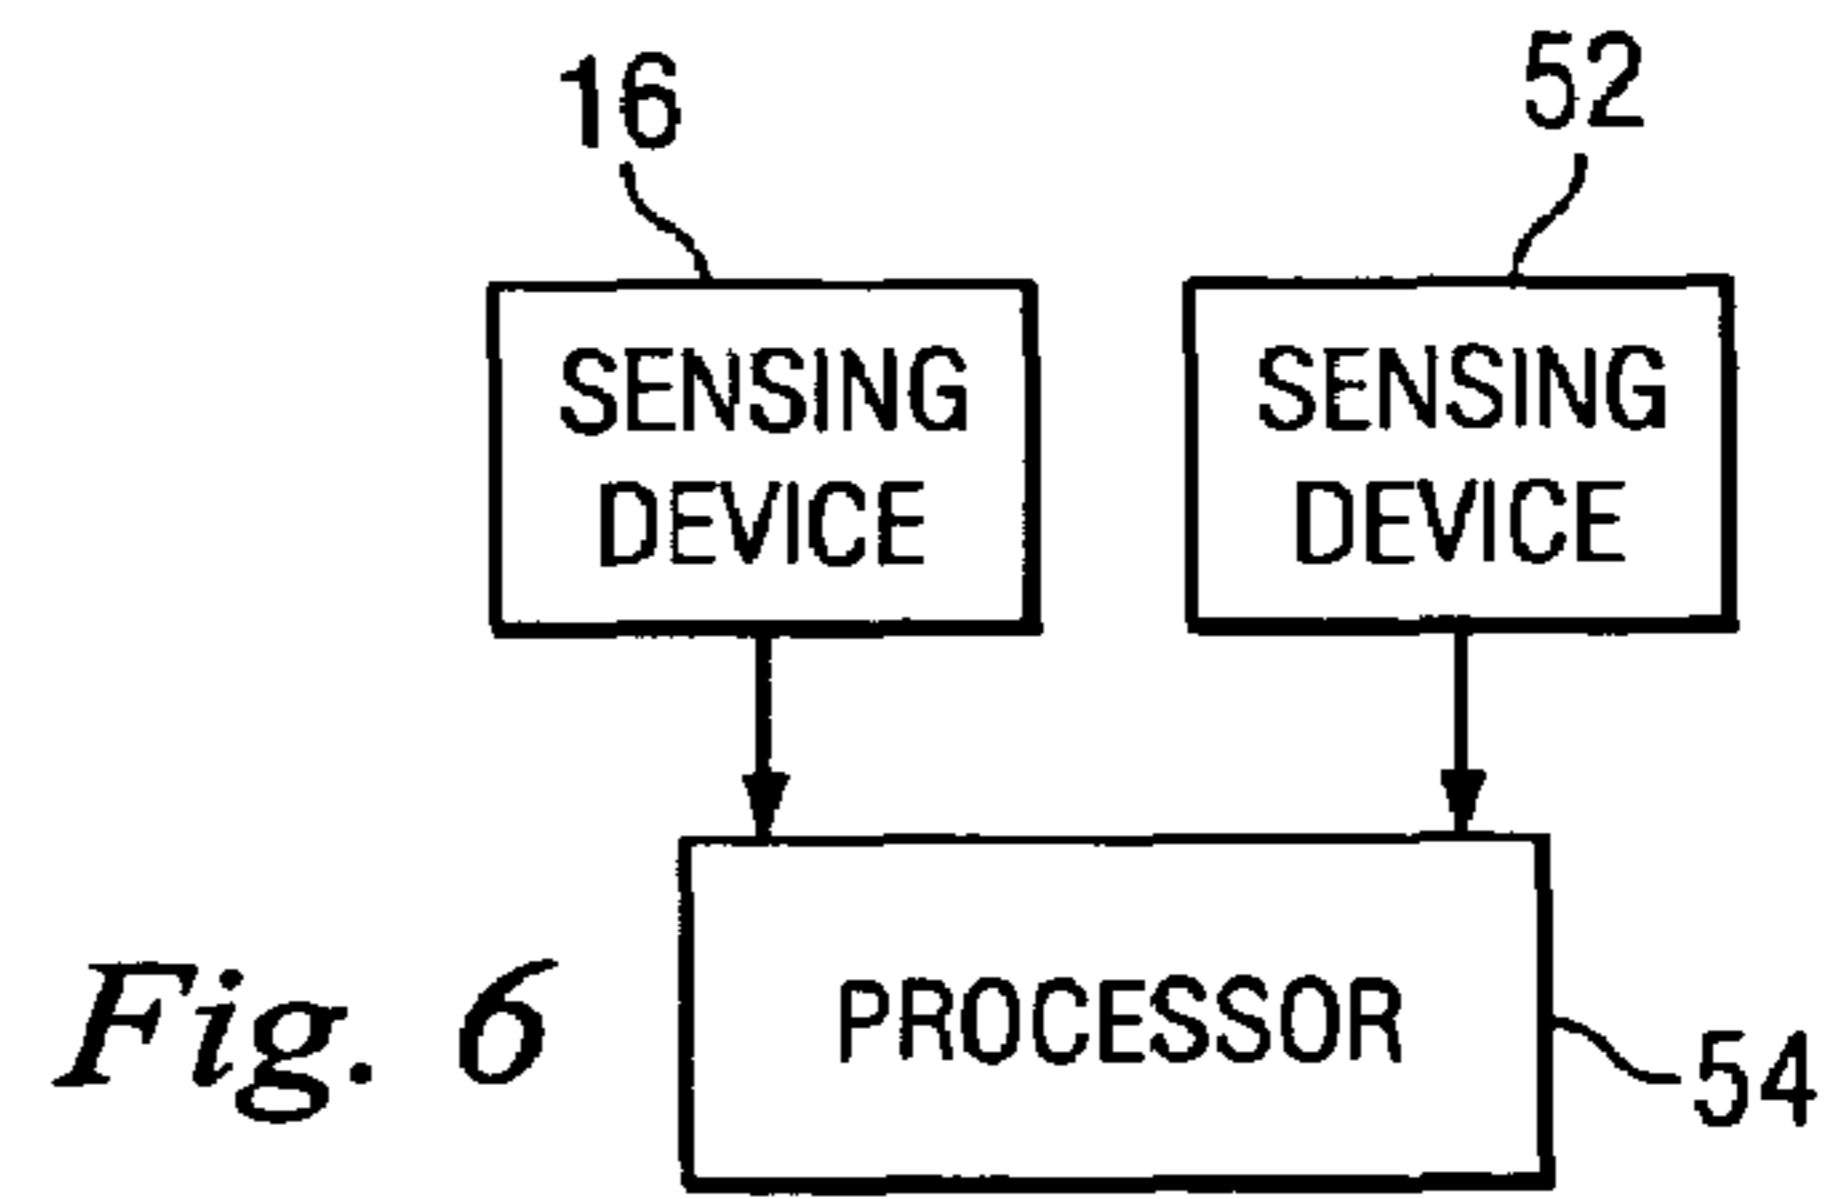 16
52
SENSING
DEVICE
SENSING
DEVICE
PROCESSOR
54
Fig. 6